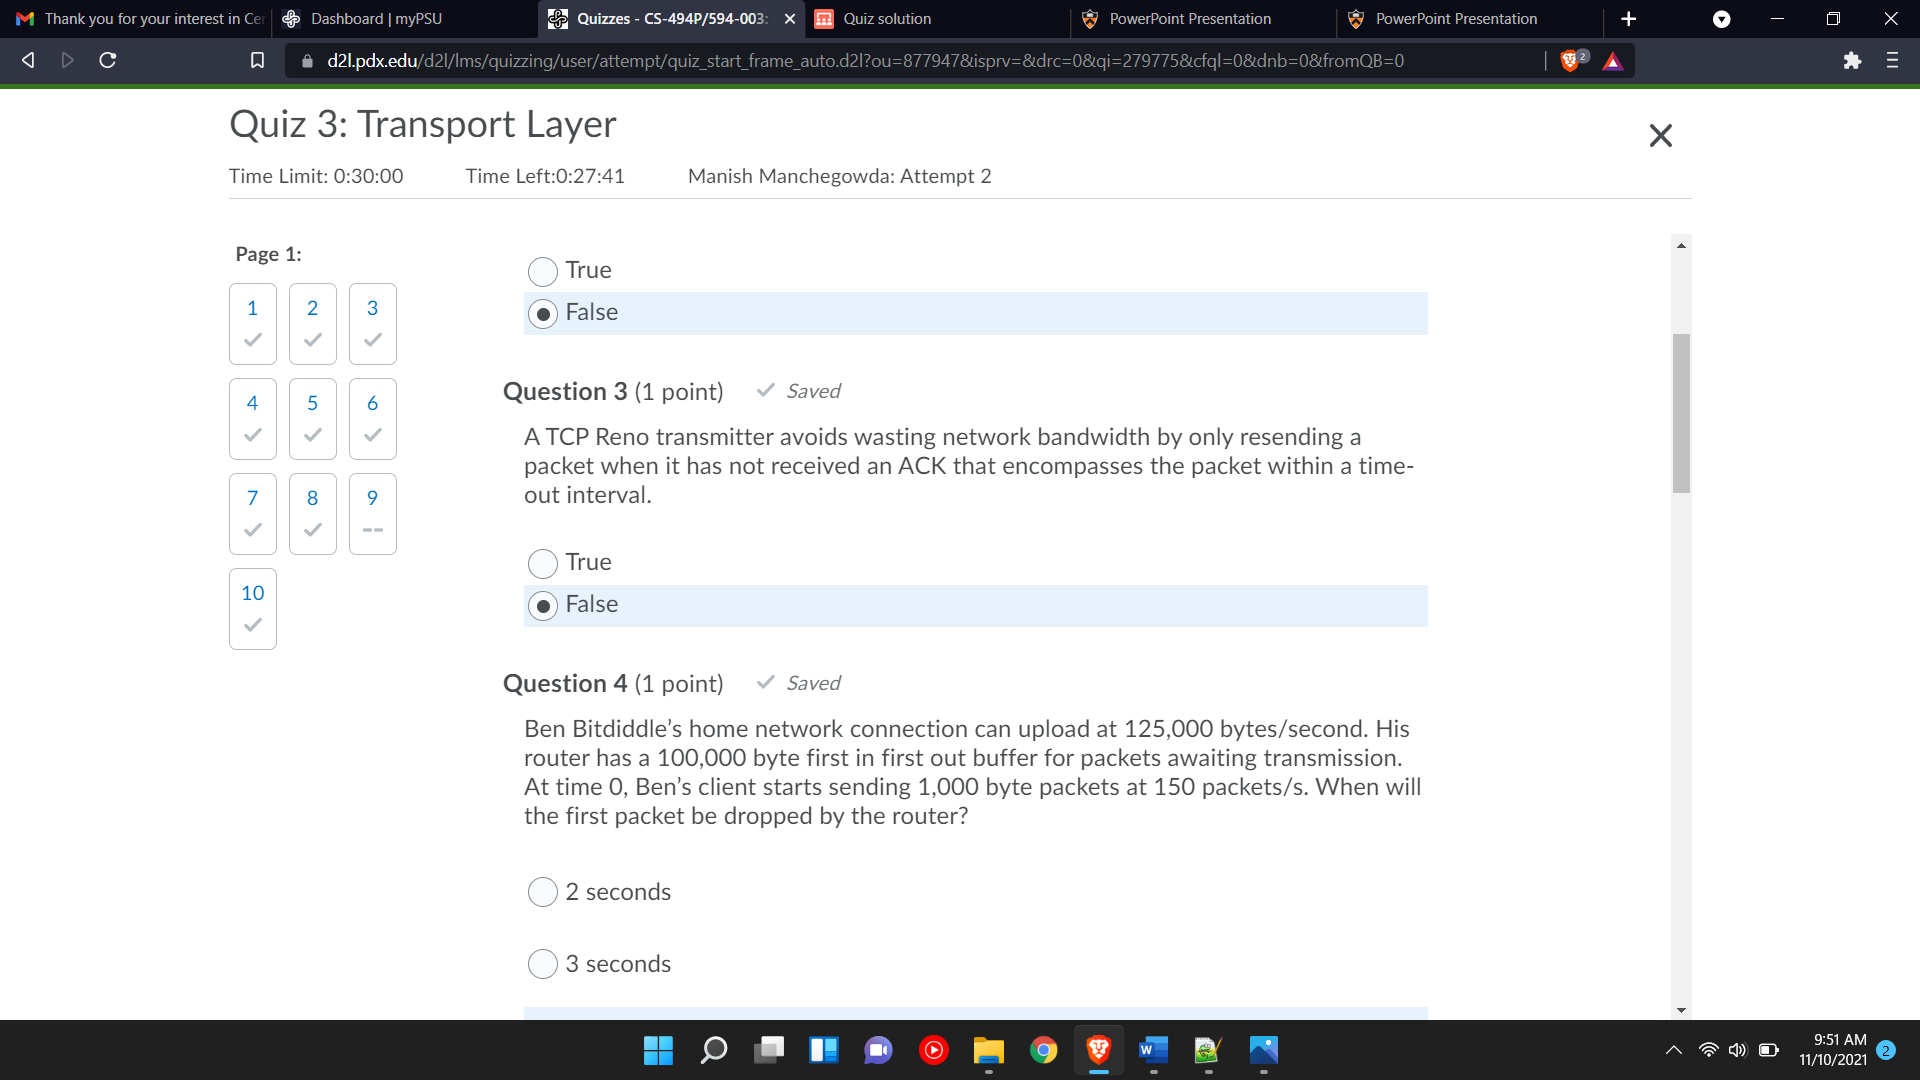 Thank you for your interest in Cer
Dashboard | myPSU
Quizzes - CS-494P/594-003:
Quiz solution
PowerPoint Presentation
PowerPoint Presentation
d2l.pdx.edu/d2l/lms/quizzing/user/attempt/quiz_start_frame_auto.d2l?ou=877947&isprv=&drc=0&qi=279775&cfql=0&dnb=0&fromQB=0
2
Quiz 3: Transport Layer
Time Limit: 0:30:00 Time Left:0:27:41 Manish Manchegowda: Attempt 2
Page 1:
1 2 3
4 5 6
7 8 9
--
10
True
False
Question 3 (1 point) Saved
A TCP Reno transmitter avoids wasting network bandwidth by only resending a
packet when it has not received an ACK that encompasses the packet within a time-
out interval.
True
False
Question 4 (1 point) Saved
Ben Bitdiddle’s home network connection can upload at 125,000 bytes/second. His
router has a 100,000 byte first in first out buffer for packets awaiting transmission.
At time 0, Ben’s client starts sending 1,000 byte packets at 150 packets/s. When will
the first packet be dropped by the router?
2 seconds
3 seconds
W
9:51 AM
11/10/2021
2